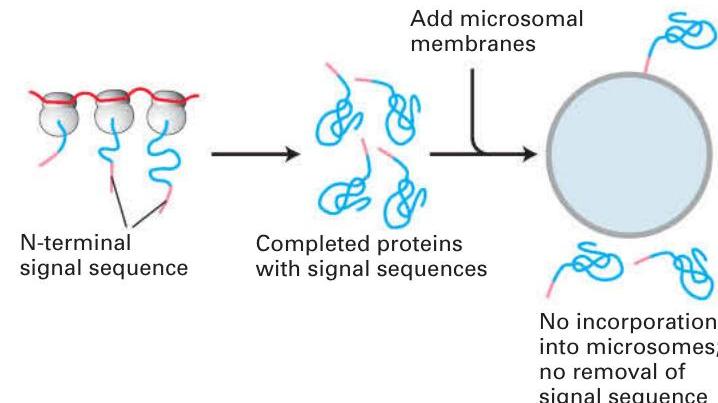 Add microsomal
membranes
N-terminal
signal sequence
Completed proteins
with signal sequences
No incorporation
into microsomes;
no removal of
signal sequence